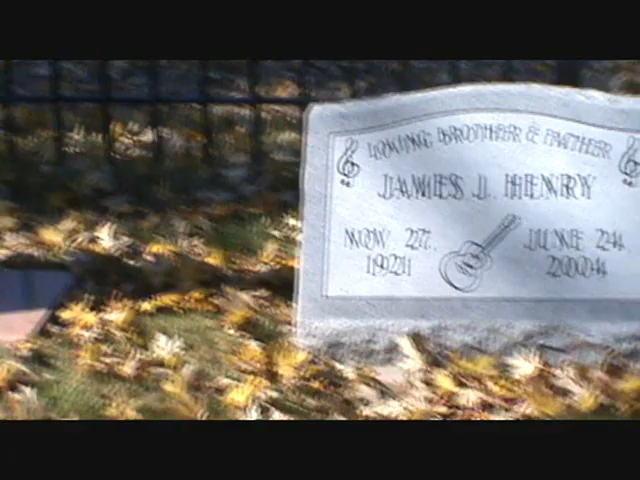 LOVING BROTHER & FATHER
JAMES J. HENRY
NOV. 27, JUNE 24,
1921 2004